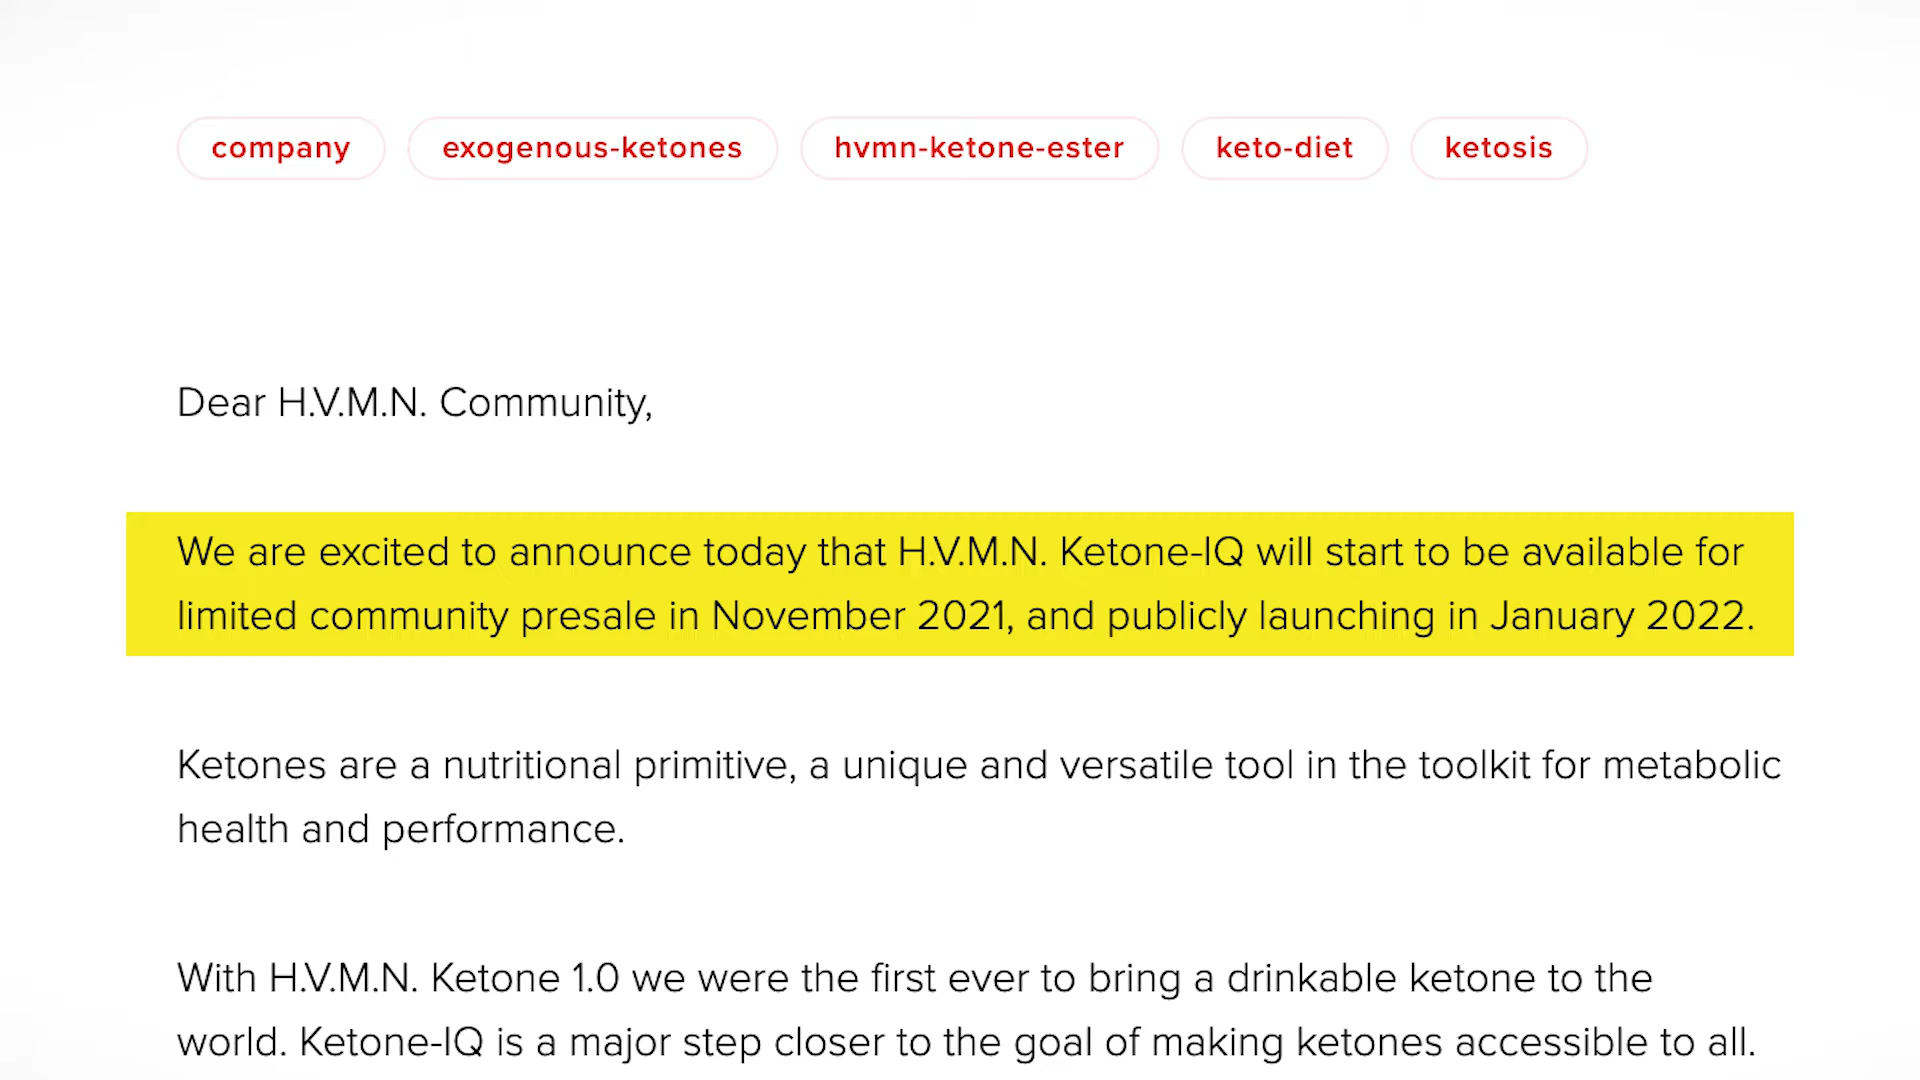 company exogenous-ketones hvmn-ketone-ester keto-diet ketosis
Dear H.V.M.N. Community,
We are excited to announce today that H.V.M.N. Ketone-IQ will start to be available for
limited community presale in November 2021, and publicly launching in January 2022.
Ketones are a nutritional primitive, a unique and versatile tool in the toolkit for metabolic
health and performance.
With H.V.M.N. Ketone 1.0 we were the first ever to bring a drinkable ketone to the
world. Ketone-IQ is a major step closer to the goal of making ketones accessible to all.